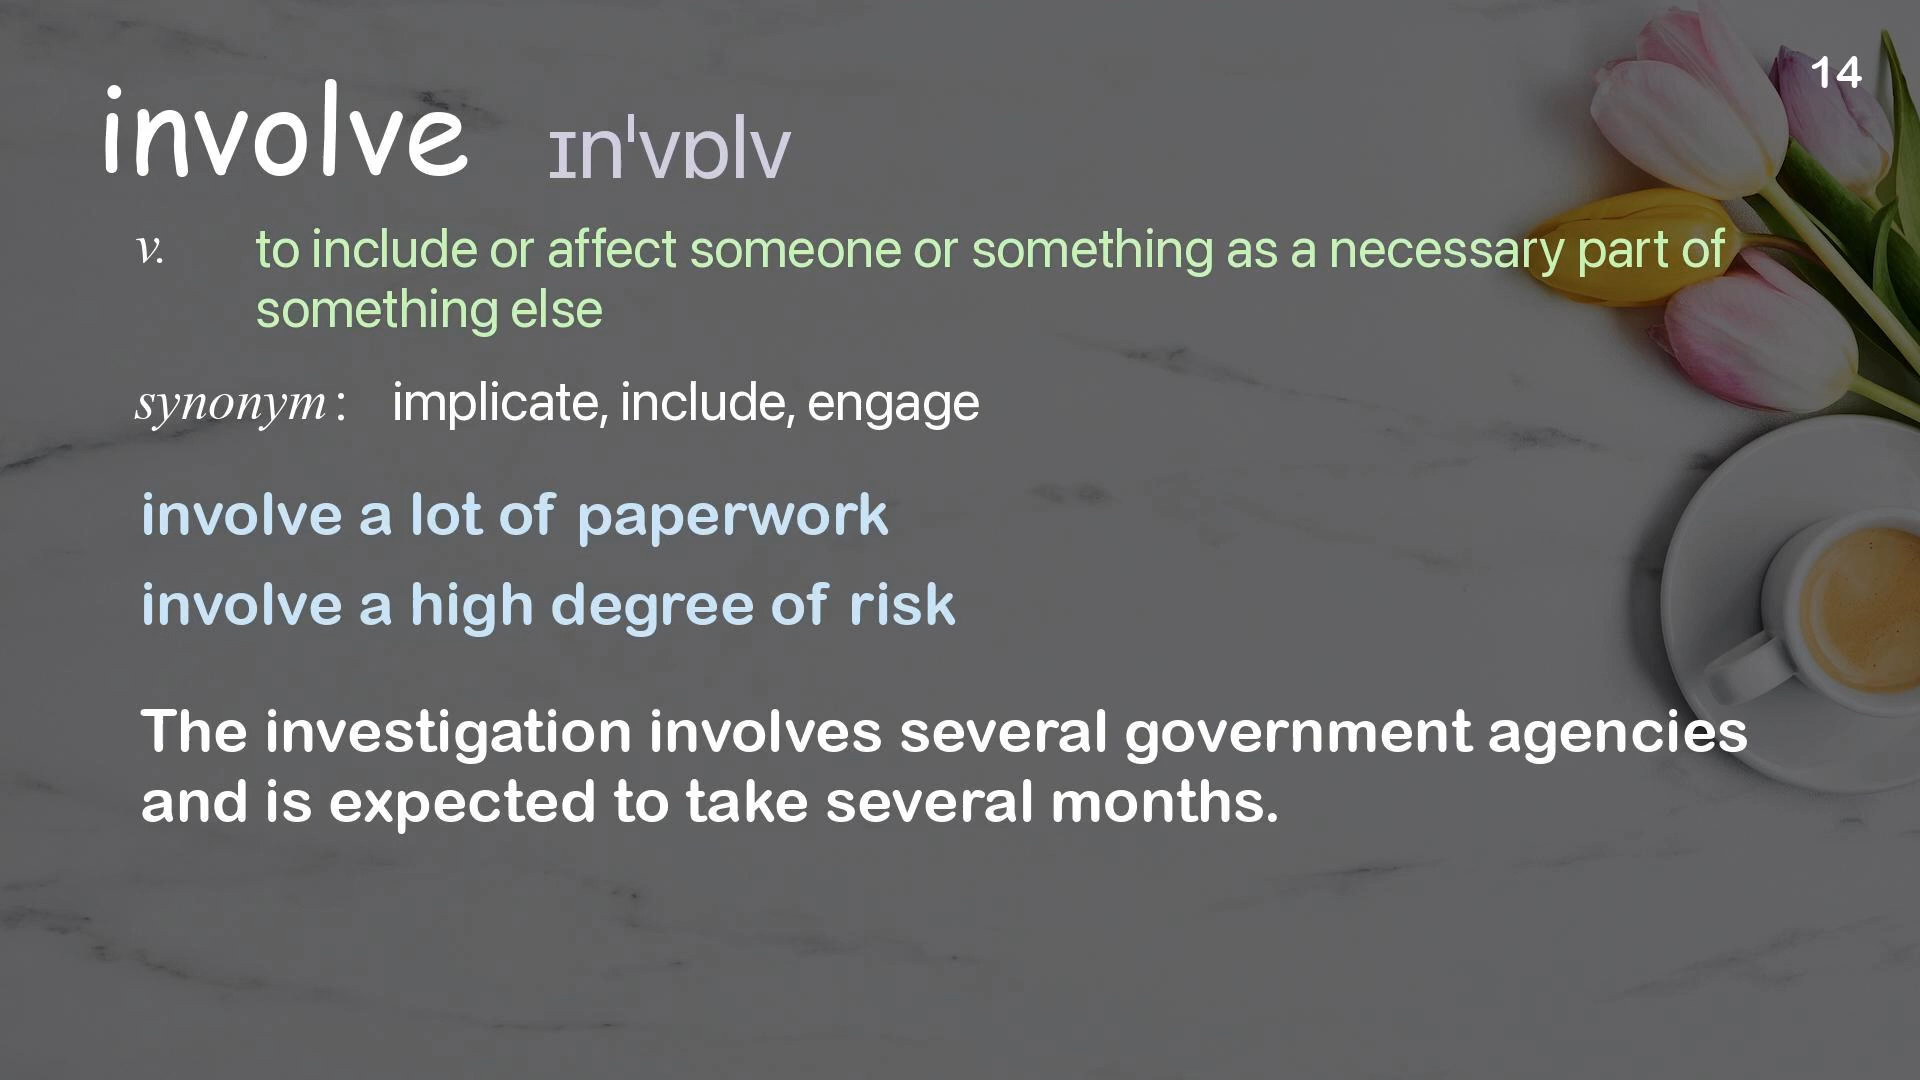 14
involve ɪnˈvɒlv
v. to include or affect someone or something as a necessary part of
something else
synonym : implicate, include, engage
involve a lot of paperwork
involve a high degree of risk
The investigation involves several government agencies
and is expected to take several months.